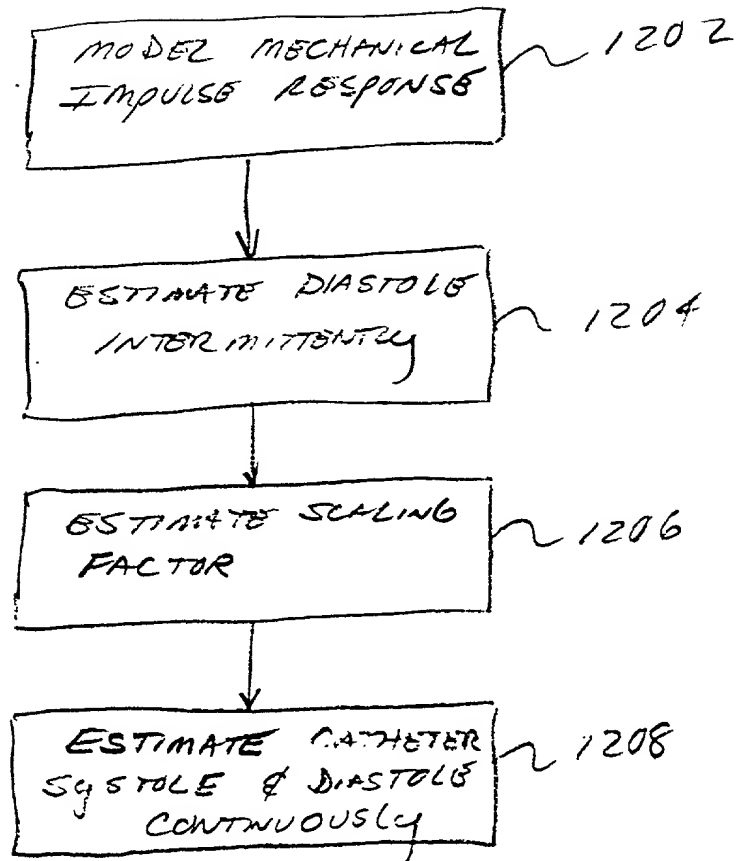 MODEL MECHANICAL
IMPULSE RESPONSE
1202
ESTIMATE DIASTOLE
INTERMITTENTLY
1204
ESTIMATE SCALING
FACTOR
1206
ESTIMATE CATHETER
SYSTOLE & DIASTOLE
CONTINUOUSLY
1208